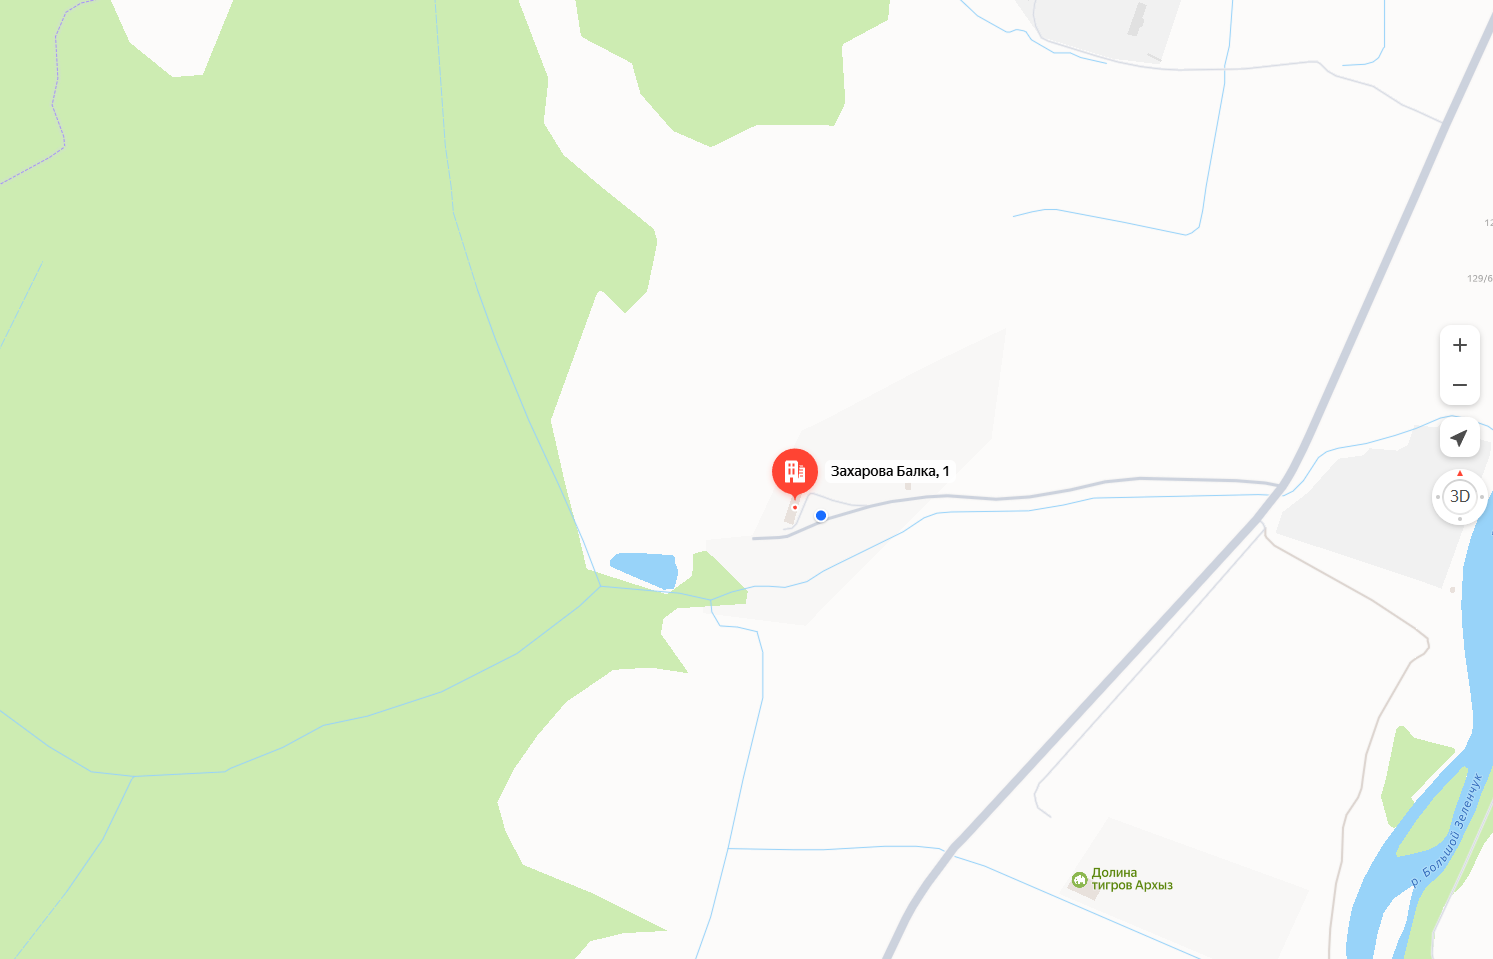 129/6
Захарова Балка, 1
3D
Долина
тигров Архыз
р. Большой Зеленчук